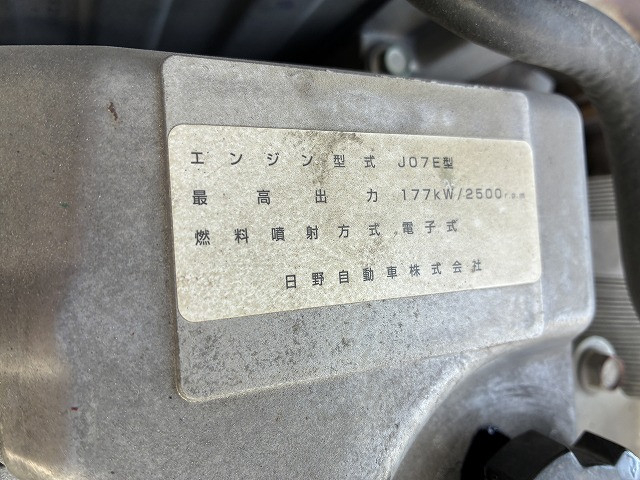 エンジン型式 J07E型
最高出力 177kW/2500r.p.m
燃料噴射方式 電子式
日野自動車株式会社